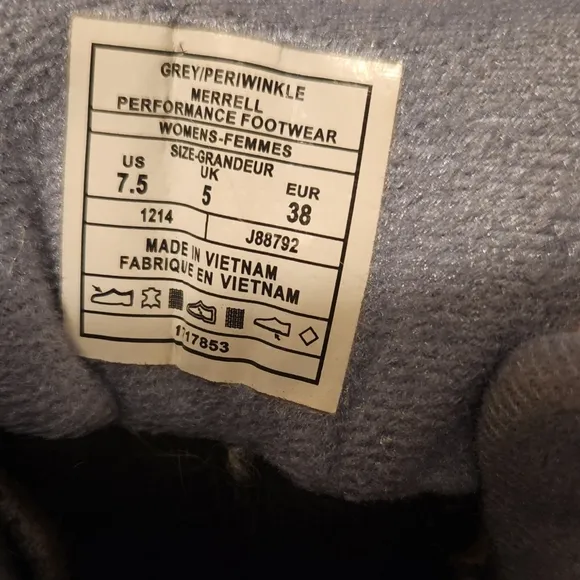 GREY/PERIWINKLE
MERRELL
PERFORMANCE FOOTWEAR
WOMENS-FEMMES
SIZE-GRANDEUR
US UK EUR
7.5 5 38
1214 J88792
MADE IN VIETNAM
FABRIQUE EN VIETNAM